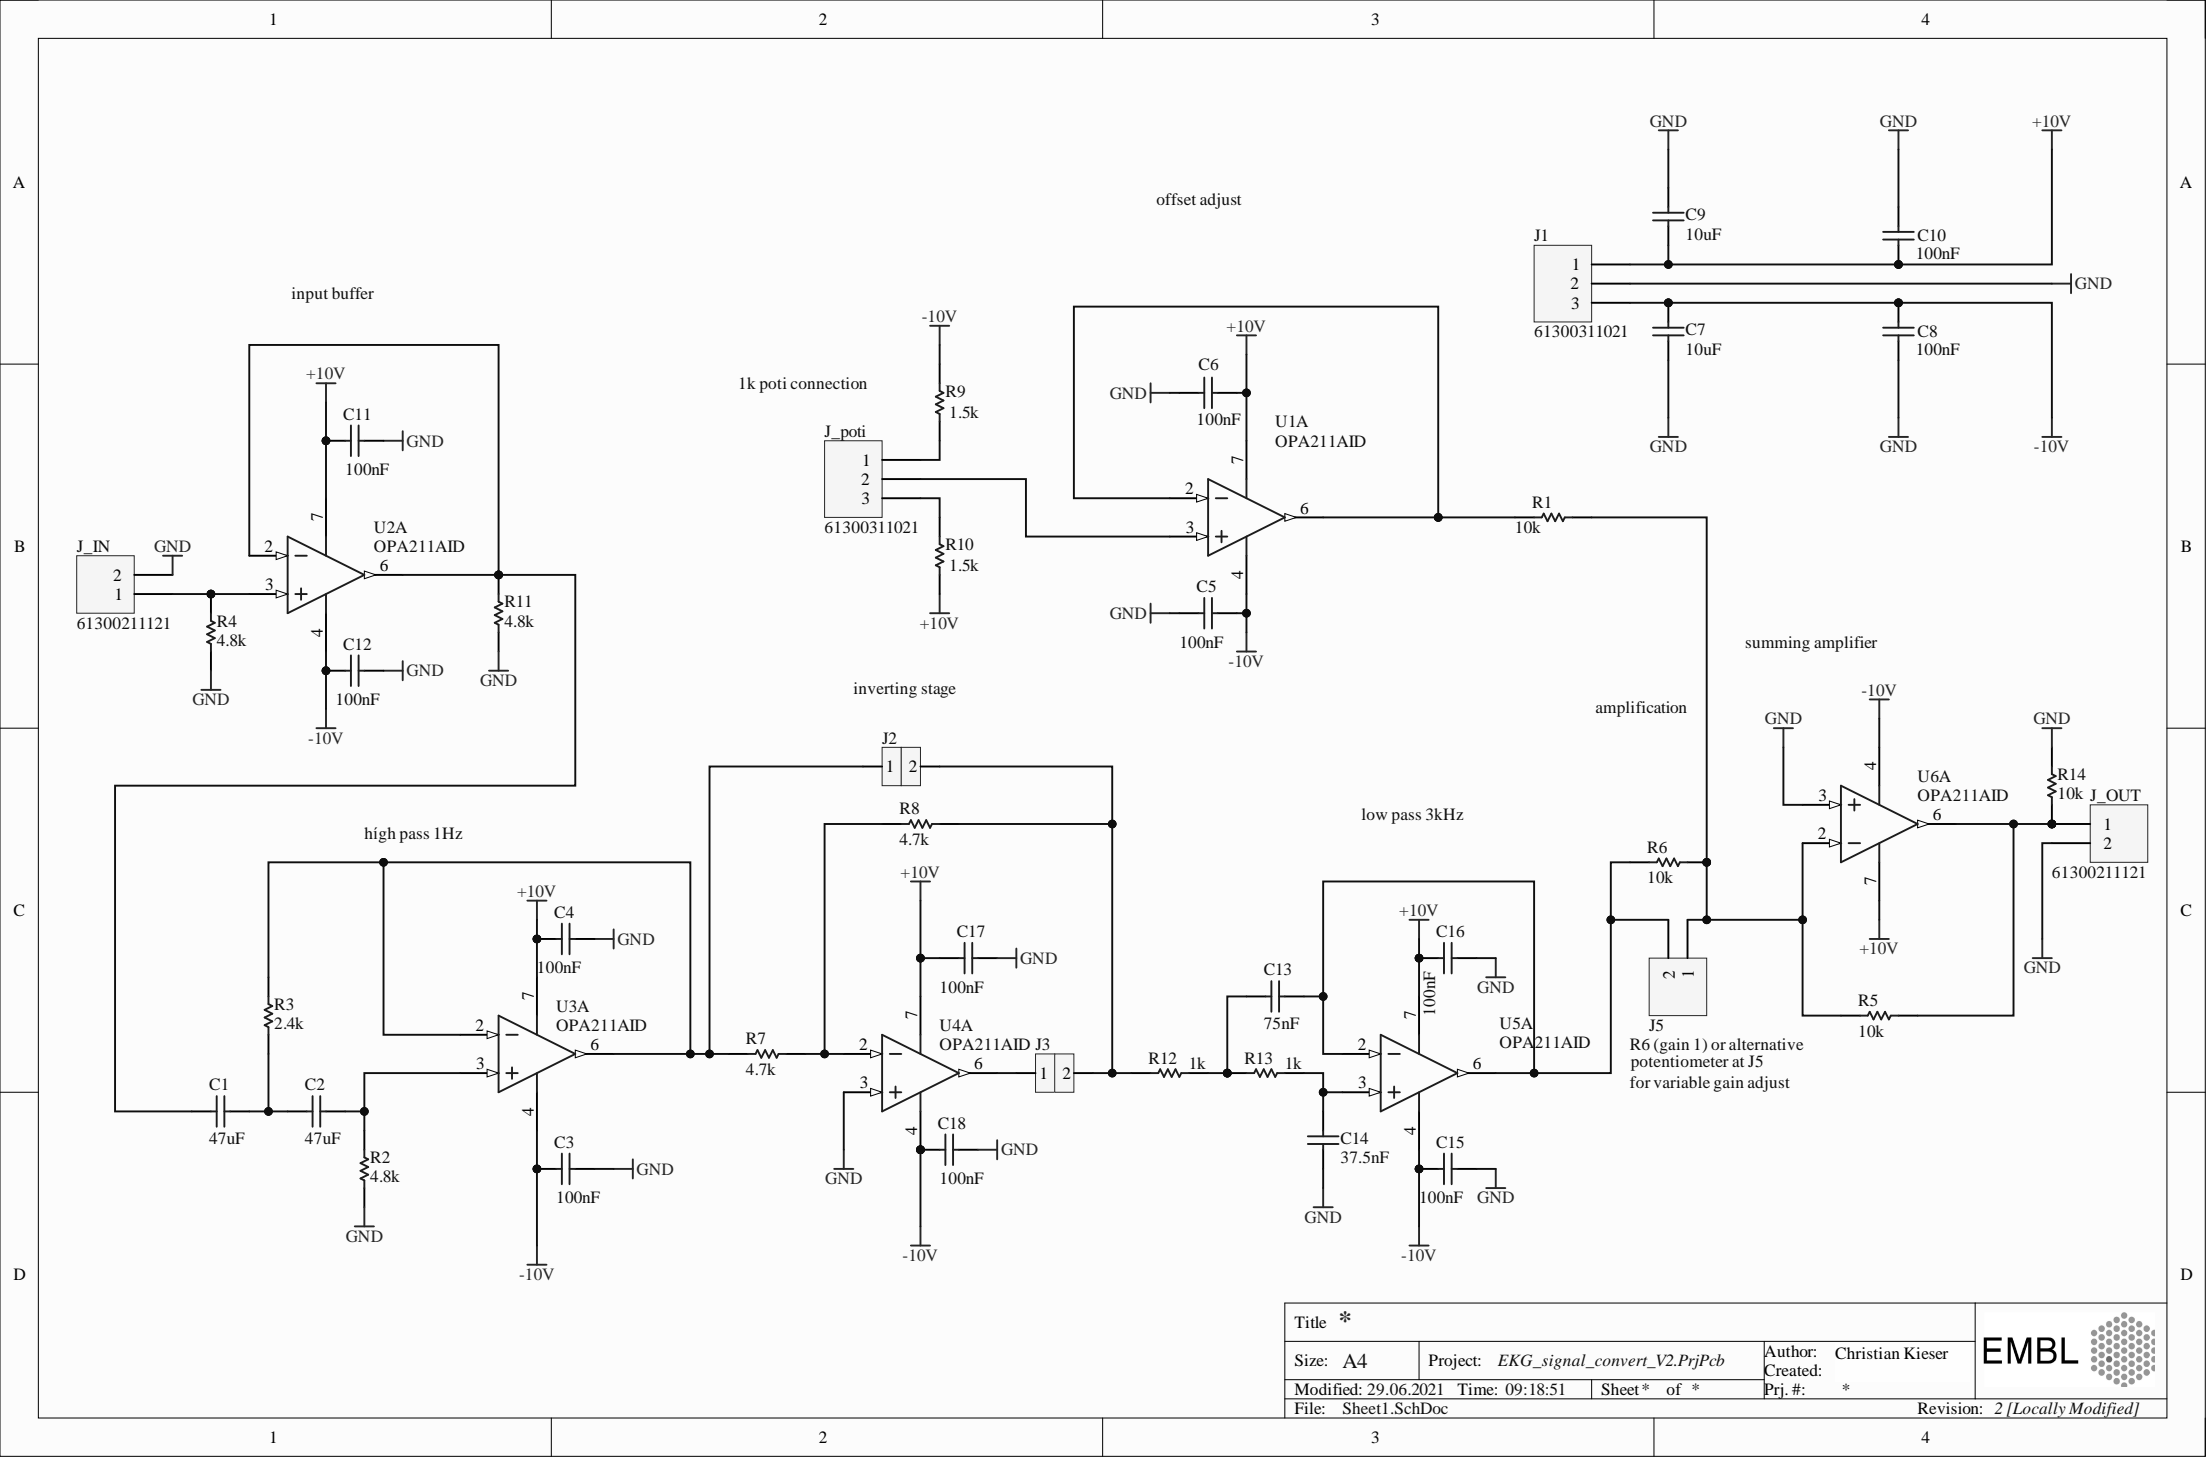 1
2
3
4
A
A
B
B
C
C
D
D
offset adjust
GND
GND
+10V
C9
10uF
C10
100nF
J1
1
2
3
61300311021
GND
C7
10uF
C8
100nF
GND
GND
-10V
input buffer
+10V
C11
GND
100nF
7
U2A
OPA211AID
J_IN
GND
2
1
61300211121
2
3
6
4
R4
4.8k
GND
R11
4.8k
GND
C12
GND
100nF
-10V
1k poti connection
-10V
R9
1.5k
J_poti
1
2
3
61300311021
R10
1.5k
+10V
+10V
C6
GND
100nF
U1A
OPA211AID
7
2
3
6
4
C5
GND
100nF
-10V
R1
10k
inverting stage
J2
1 2
R8
4.7k
high pass 1Hz
+10V
C4
GND
100nF
7
U3A
OPA211AID
2
3
6
4
R3
2.4k
C1
47uF
C2
47uF
R2
4.8k
GND
C3
GND
100nF
-10V
R7
4.7k
+10V
C17
GND
100nF
7
U4A
OPA211AID
J3
1 2
2
3
6
4
GND
C18
GND
100nF
-10V
low pass 3kHz
R12
1k
R13
1k
C13
75nF
C14
37.5nF
GND
+10V
C16
100nF
GND
7
U5A
OPA211AID
2
3
6
4
C15
100nF
GND
-10V
summing amplifier
amplification
-10V
GND
GND
4
U6A
OPA211AID
R14
10k
J_OUT
1
2
61300211121
3
2
6
7
+10V
GND
R6
10k
2
1
J5
R5
10k
R6 (gain 1) or alternative
potentiometer at J5
for variable gain adjust
Title *
Size: A4
Project: EKG_signal_convert_V2.PrjPcb
Author: Christian Kieser
Created:
Modified: 29.06.2021 Time: 09:18:51
Sheet * of *
Prj. #: *
File: Sheet1.SchDoc
Revision: 2 [Locally Modified]
EMBL
1
2
3
4